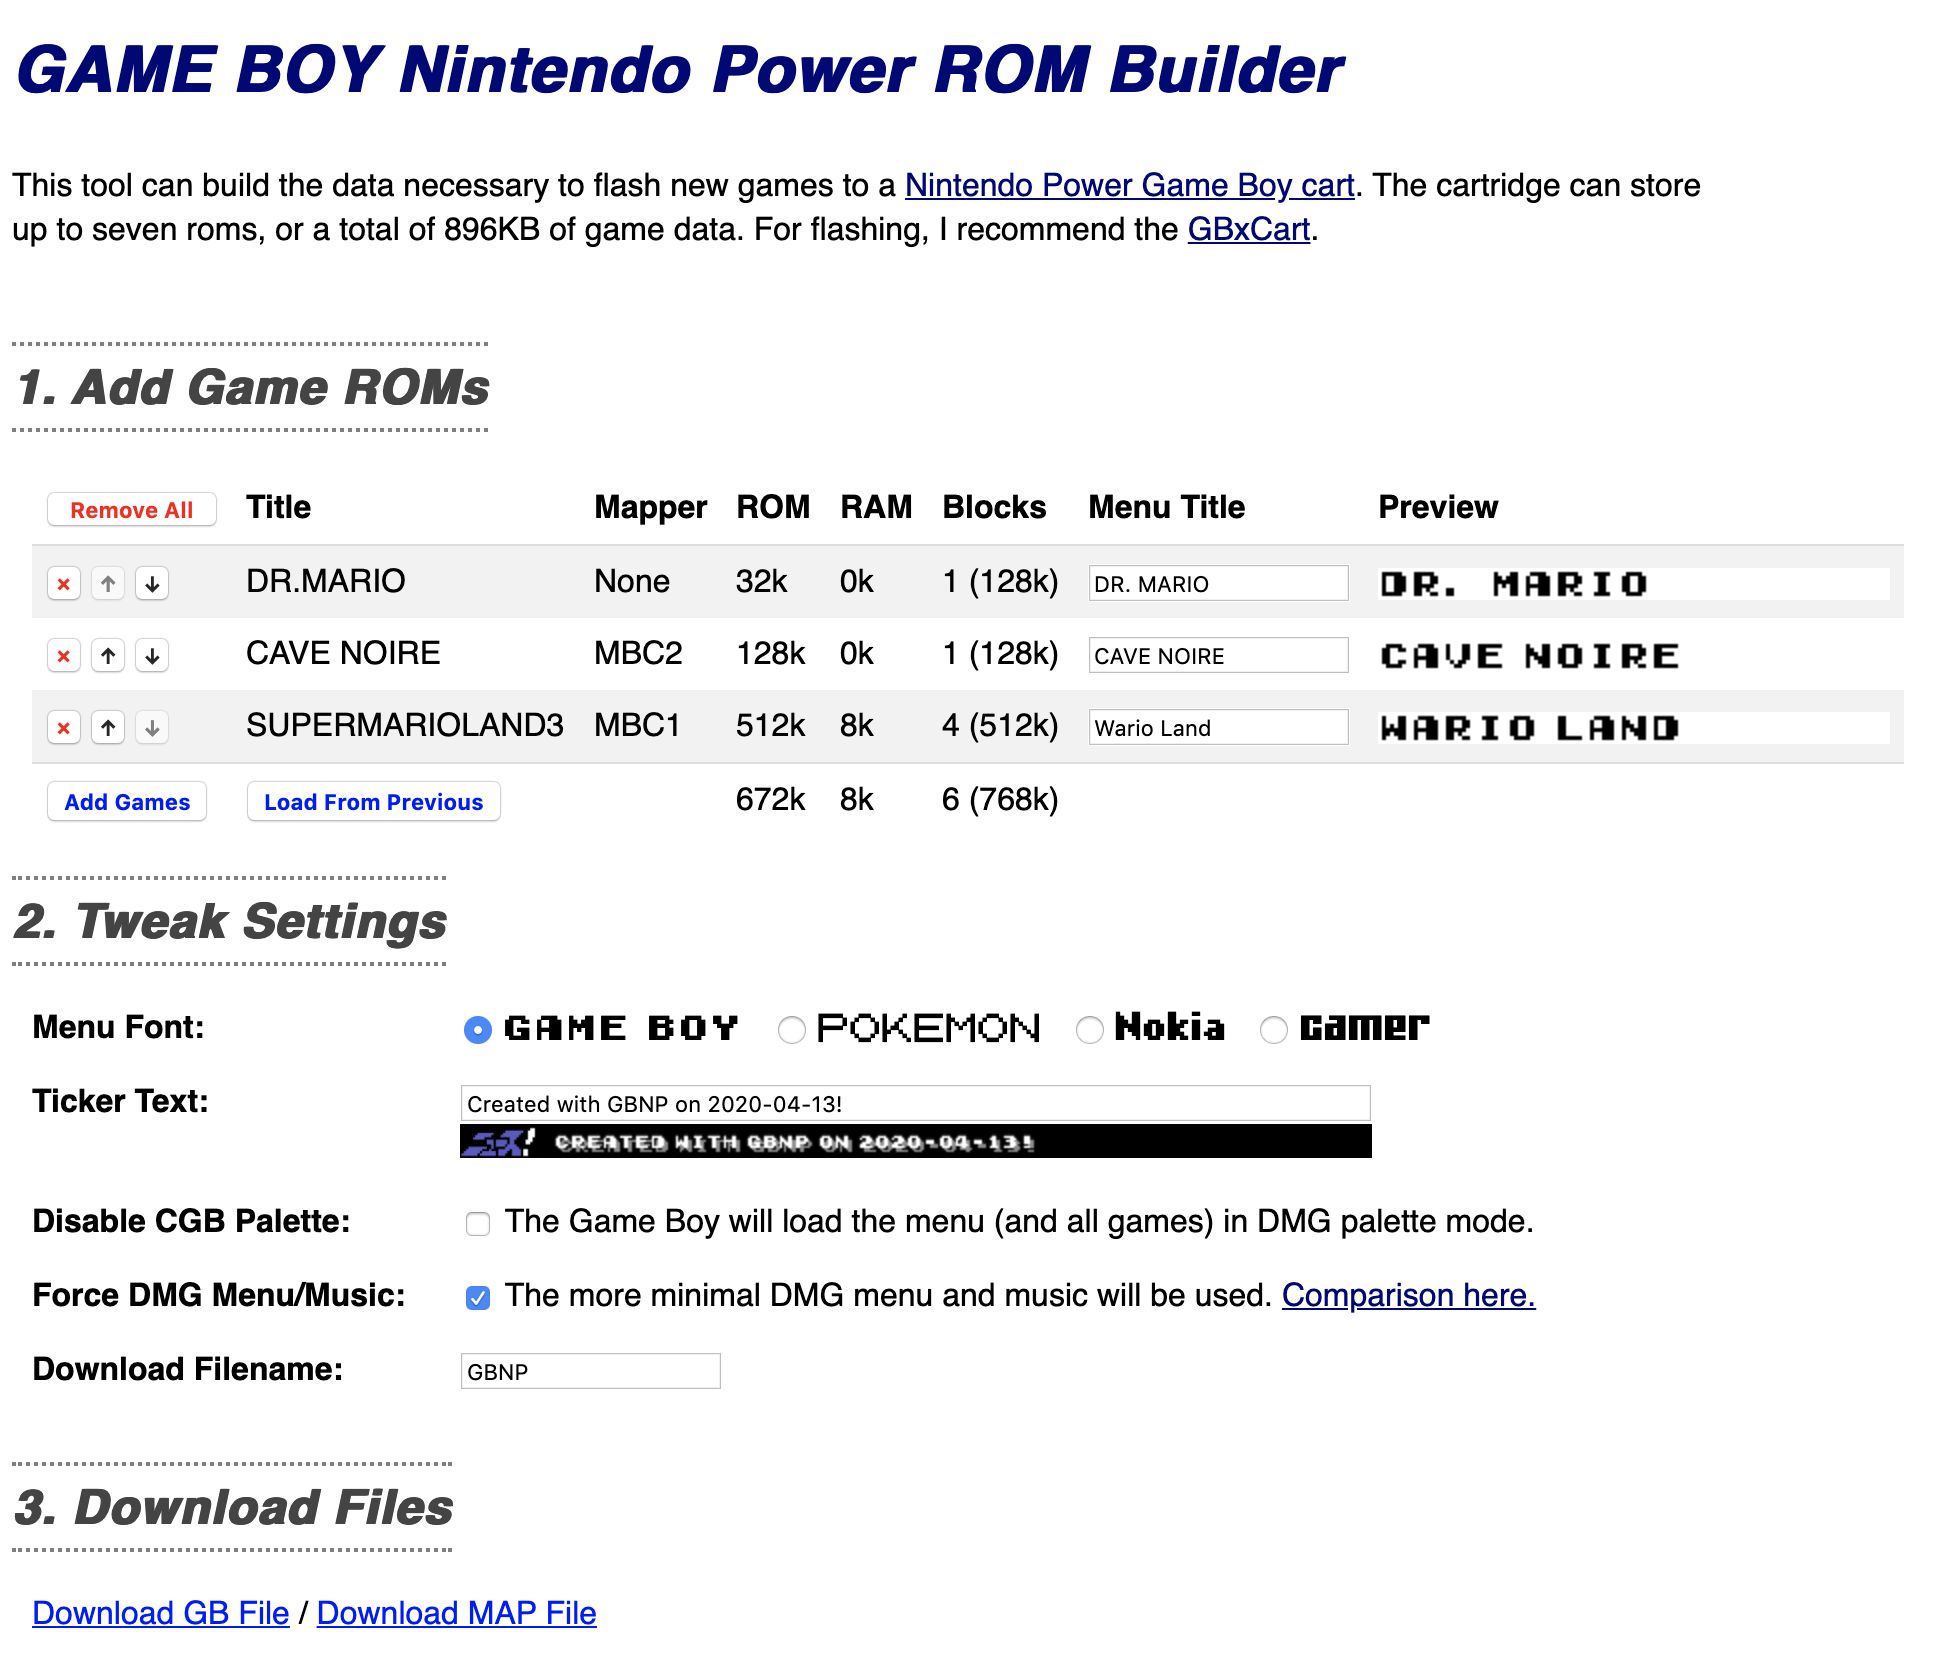 GAME BOY Nintendo Power ROM Builder
This tool can build the data necessary to flash new games to a Nintendo Power Game Boy cart. The cartridge can store
up to seven roms, or a total of 896KB of game data. For flashing, I recommend the GBxCart.
1. Add Game ROMs
Remove All Title Mapper ROM RAM Blocks Menu Title Preview
× ↑ ↓ DR.MARIO None 32k 0k 1 (128k) DR. MARIO DR. MARIO
× ↑ ↓ CAVE NOIRE MBC2 128k 0k 1 (128k) CAVE NOIRE CAVE NOIRE
× ↑ ↓ SUPERMARIOLAND3 MBC1 512k 8k 4 (512k) Wario Land WARIO LAND
Add Games Load From Previous 672k 8k 6 (768k)
2. Tweak Settings
Menu Font: GAME BOY POKEMON Nokia Gamer
Ticker Text: Created with GBNP on 2020-04-13!
CREATED WITH GBNP ON 2020-04-13!
Disable CGB Palette: The Game Boy will load the menu (and all games) in DMG palette mode.
Force DMG Menu/Music: The more minimal DMG menu and music will be used. Comparison here.
Download Filename: GBNP
3. Download Files
Download GB File / Download MAP File